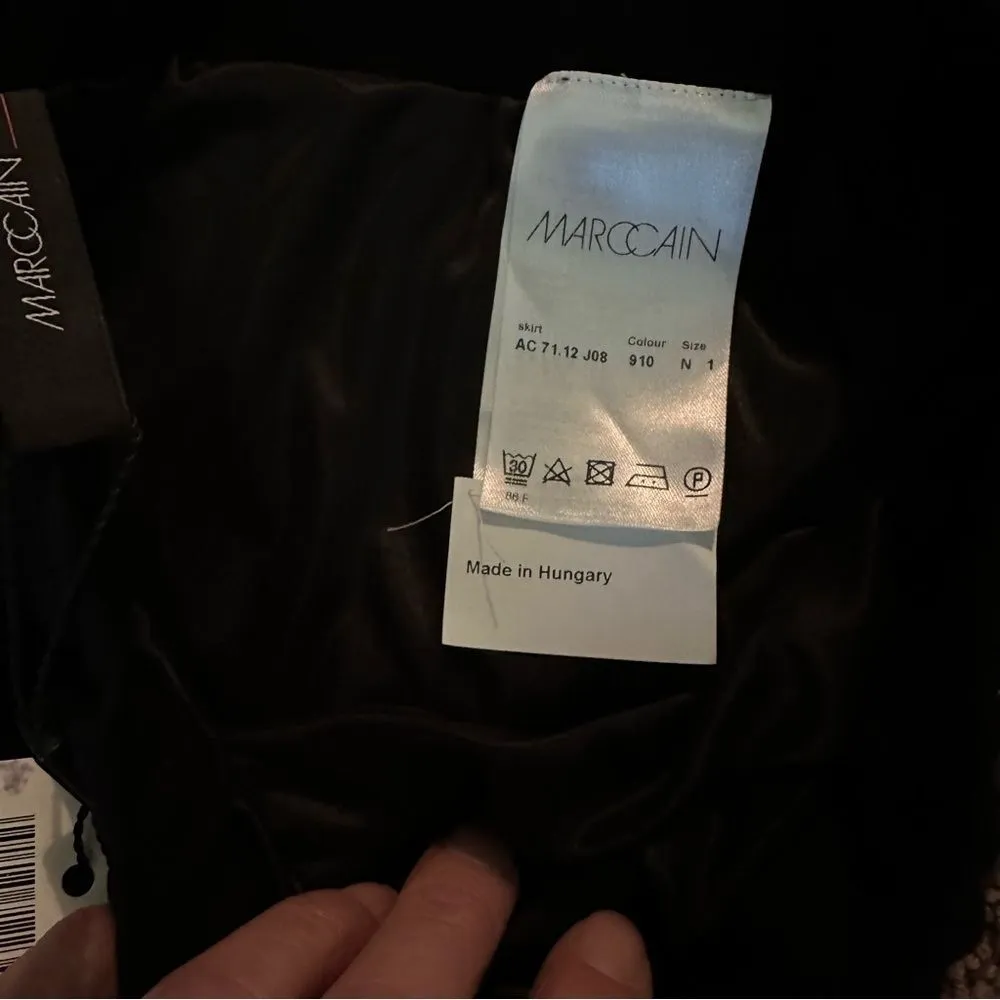 MARCCAIN
MARCCAIN
skirt
Colour Size
AC 71.12 J08 910 N 1
30
P
86 F
Made in Hungary